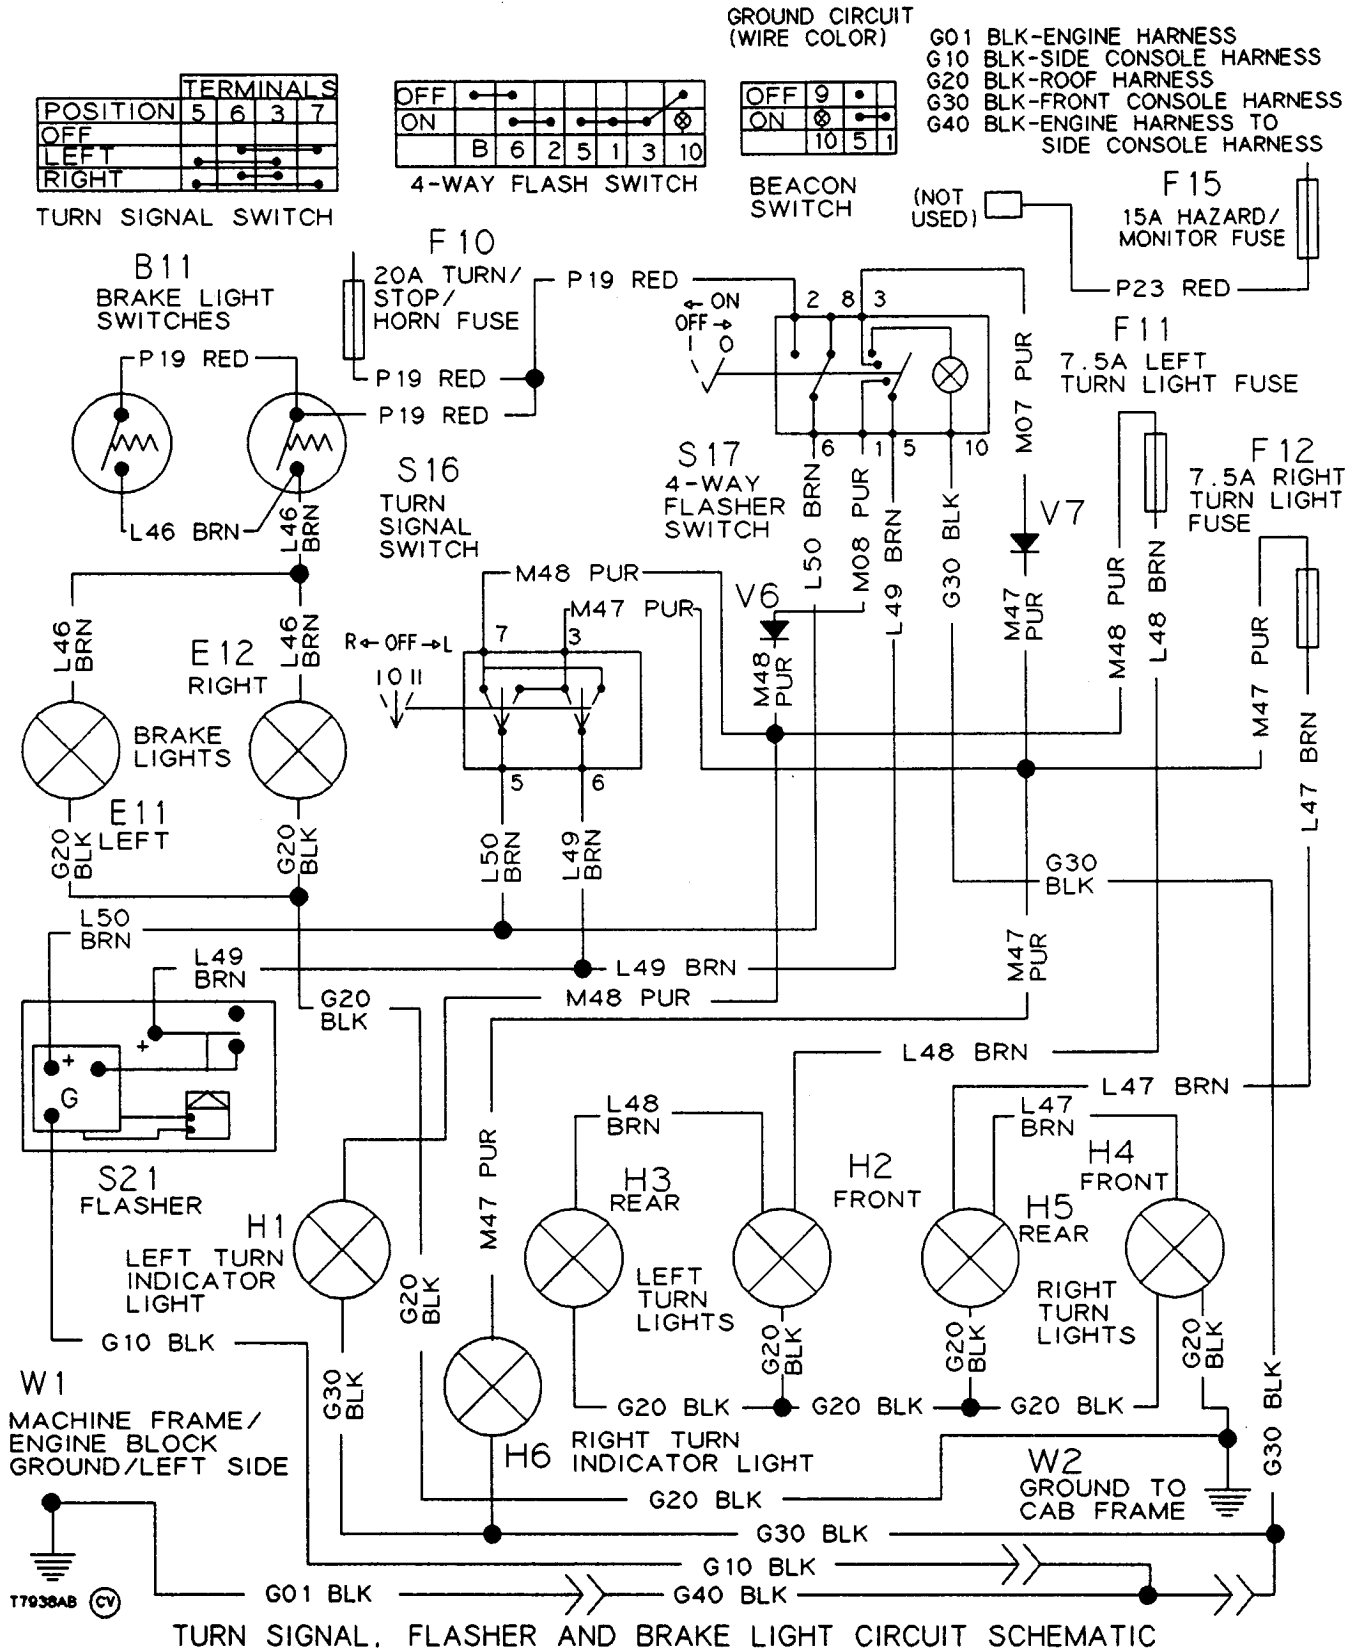 GROUND CIRCUIT
(WIRE COLOR)
G01 BLK-ENGINE HARNESS
G10 BLK-SIDE CONSOLE HARNESS
G20 BLK-ROOF HARNESS
G30 BLK-FRONT CONSOLE HARNESS
G40 BLK-ENGINE HARNESS TO
SIDE CONSOLE HARNESS
TERMINALS
POSITION 5 6 3 7
OFF
LEFT
RIGHT
TURN SIGNAL SWITCH
OFF
ON
B 6 2 5 1 3 10
4-WAY FLASH SWITCH
OFF 9
ON
10 5 1
BEACON
SWITCH
(NOT
USED)
F15
15A HAZARD/
MONITOR FUSE
P23 RED
B11
BRAKE LIGHT
SWITCHES
P19 RED
F10
20A TURN/
STOP/
HORN FUSE
P19 RED
P19 RED
P19 RED
← ON
OFF →
I O
2 8 3
6 1 5 10
M07 PUR
F11
7.5A LEFT
TURN LIGHT FUSE
F12
7.5A RIGHT
TURN LIGHT
FUSE
S17
4-WAY
FLASHER
SWITCH
S16
TURN
SIGNAL
SWITCH
L46 BRN
L46 BRN
L50 BRN
M08 PUR
L49 BRN
G30 BLK
V7
M47 PUR
M48 PUR
L48 BRN
M47 PUR
L47 BRN
M48 PUR
M47 PUR
V6
M48 PUR
R←OFF→L
I O II
7 3
5 6
L46 BRN
L46 BRN
E12
RIGHT
BRAKE
LIGHTS
E11
LEFT
G20 BLK
G20 BLK
L50 BRN
L49 BRN
G30
BLK
M47 PUR
L50
BRN
L49
BRN
L49 BRN
M48 PUR
G20
BLK
L48 BRN
L47 BRN
+
+
G
S21
FLASHER
M47 PUR
L48
BRN
L47
BRN
H3
REAR
H2
FRONT
H4
FRONT
H5
REAR
H1
LEFT TURN
INDICATOR
LIGHT
LEFT
TURN
LIGHTS
RIGHT
TURN
LIGHTS
G20 BLK
G20 BLK
G20 BLK
G20 BLK
G10 BLK
G30 BLK
G30 BLK
G20 BLK
G20 BLK
G20 BLK
W1
MACHINE FRAME/
ENGINE BLOCK
GROUND/LEFT SIDE
H6
RIGHT TURN
INDICATOR LIGHT
W2
GROUND TO
CAB FRAME
G20 BLK
G30 BLK
G10 BLK
G01 BLK
G40 BLK
T7938AB CV
TURN SIGNAL, FLASHER AND BRAKE LIGHT CIRCUIT SCHEMATIC